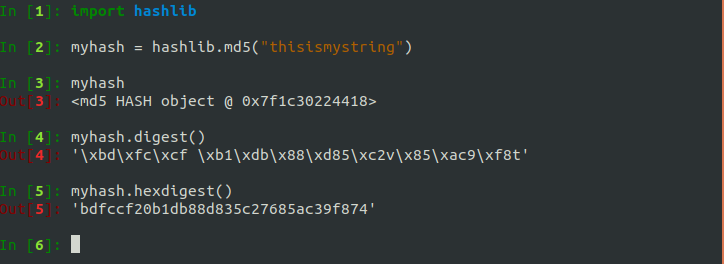 In [1]: import hashlib
In [2]: myhash = hashlib.md5("thisismystring")
In [3]: myhash
Out[3]: <md5 HASH object @ 0x7f1c30224418>
In [4]: myhash.digest()
Out[4]: '\xbd\xfc\xcf \xb1\xdb\x88\xd85\xc2v\x85\xac9\xf8t'
In [5]: myhash.hexdigest()
Out[5]: 'bdfccf20b1db88d835c27685ac39f874'
In [6]: